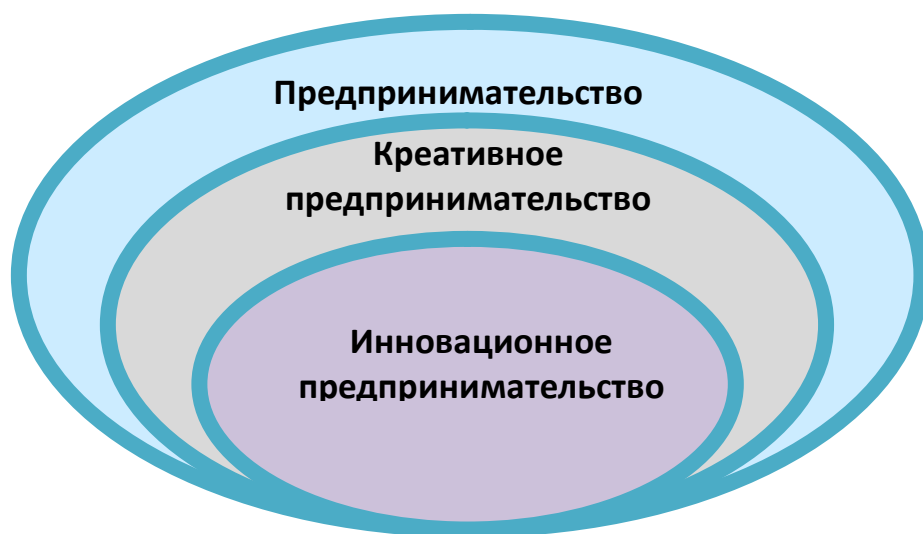 Предпринимательство
Креативное
предпринимательство
Инновационное
предпринимательство